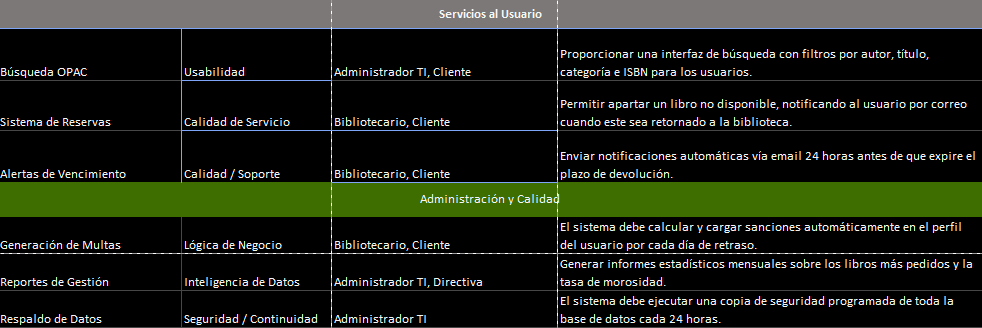 Servicios al Usuario
Búsqueda OPAC Usabilidad Administrador TI, Cliente Proporcionar una interfaz de búsqueda con filtros por autor, título,
categoría e ISBN para los usuarios.
Sistema de Reservas Calidad de Servicio Bibliotecario, Cliente Permitir apartar un libro no disponible, notificando al usuario por correo
cuando este sea retornado a la biblioteca.
Alertas de Vencimiento Calidad / Soporte Bibliotecario, Cliente Enviar notificaciones automáticas vía email 24 horas antes de que expire el
plazo de devolución.
Administración y Calidad
Generación de Multas Lógica de Negocio Bibliotecario, Cliente El sistema debe calcular y cargar sanciones automáticamente en el perfil
del usuario por cada día de retraso.
Reportes de Gestión Inteligencia de Datos Administrador TI, Directiva Generar informes estadísticos mensuales sobre los libros más pedidos y la
tasa de morosidad.
Respaldo de Datos Seguridad / Continuidad Administrador TI El sistema debe ejecutar una copia de seguridad programada de toda la
base de datos cada 24 horas.